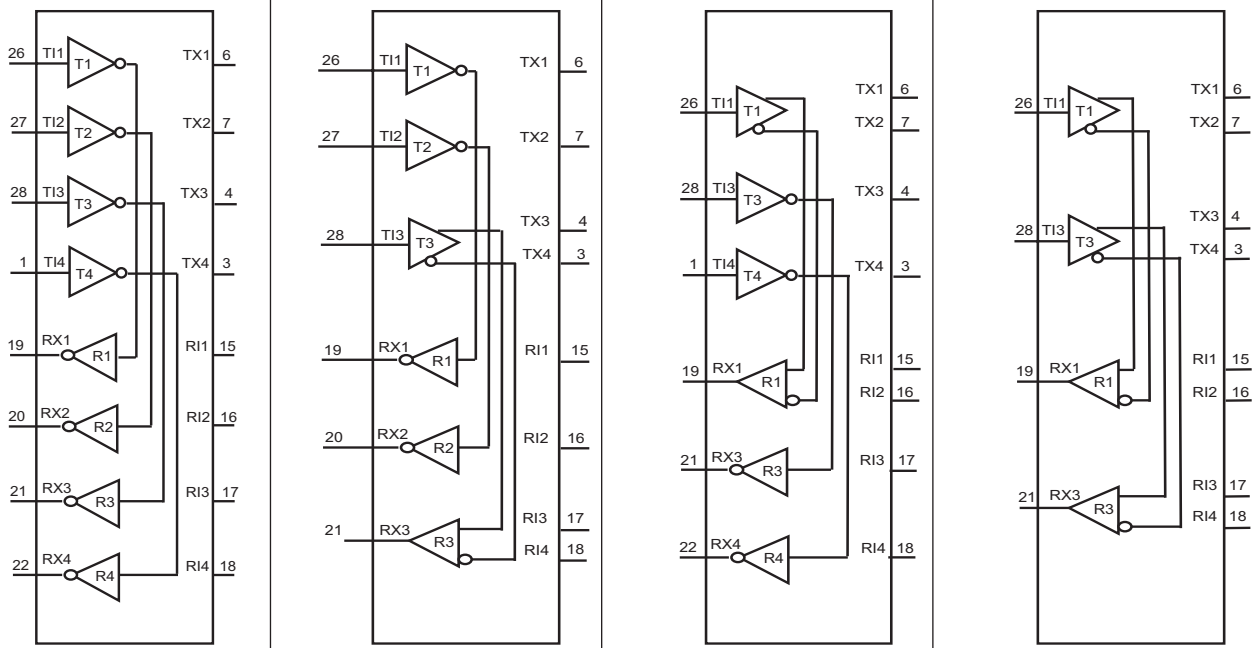 26 TI1 T1 TX1 6
27 TI2 T2 TX2 7
28 TI3 T3 TX3 4
1 TI4 T4 TX4 3
19 RX1 R1 RI1 15
20 RX2 R2 RI2 16
21 RX3 R3 RI3 17
22 RX4 R4 RI4 18
26 TI1 T1 TX1 6
27 TI2 T2 TX2 7
28 TI3 T3 TX3 4
TX4 3
19 RX1 R1 RI1 15
20 RX2 R2 RI2 16
21 RX3 R3 RI3 17
RI4 18
26 TI1 T1 TX1 6
TX2 7
28 TI3 T3 TX3 4
1 TI4 T4 TX4 3
19 RX1 R1 RI1 15
RI2 16
21 RX3 R3 RI3 17
22 RX4 R4 RI4 18
26 TI1 T1 TX1 6
TX2 7
28 TI3 T3 TX3 4
TX4 3
19 RX1 R1 RI1 15
RI2 16
21 RX3 R3 RI3 17
RI4 18